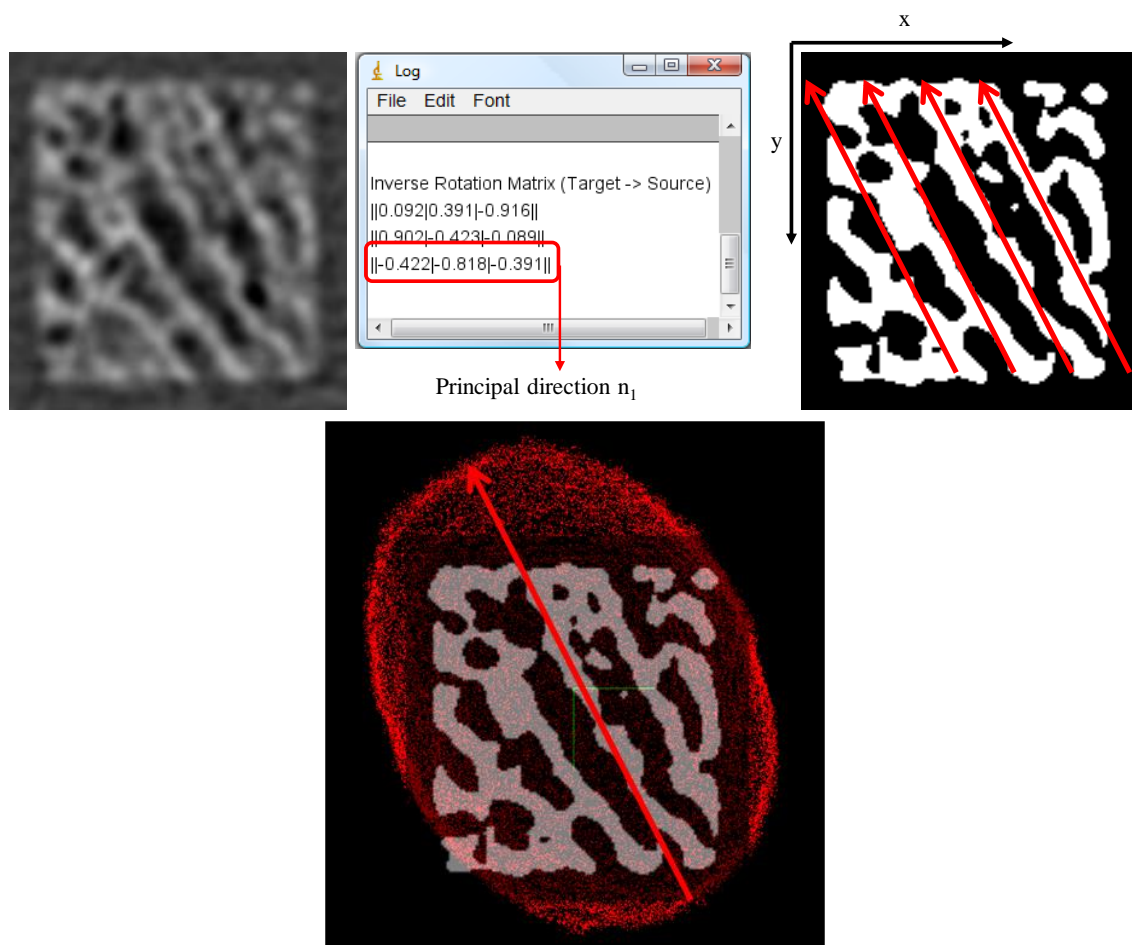 x
Log
File Edit Font
y
Inverse Rotation Matrix (Target -> Source)
||0.092|0.391|-0.916||
||0.902|-0.423|-0.089||
||-0.422|-0.818|-0.391||
Principal direction n₁